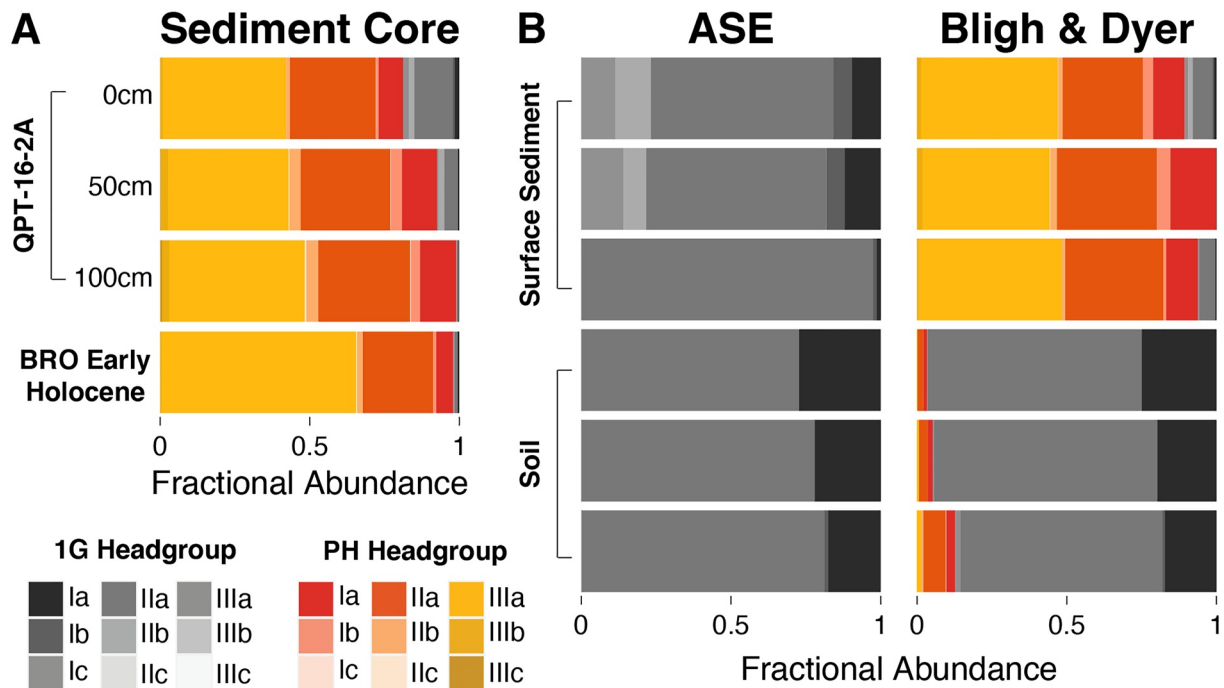 A Sediment Core
QPT-16-2A
0cm
50cm
100cm
BRO Early
Holocene
0 0.5 1
Fractional Abundance
1G Headgroup PH Headgroup
Ia IIa IIIa Ia IIa IIIa
Ib IIb IIIb Ib IIb IIIb
Ic IIc IIIc Ic IIc IIIc
B ASE Bligh & Dyer
Surface Sediment
Soil
0 0.5 1 0 0.5 1
Fractional Abundance